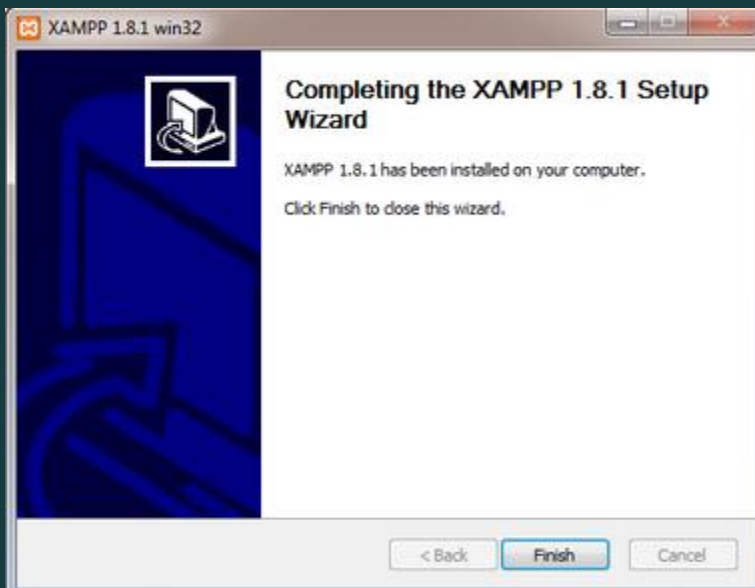 XAMPP 1.8.1 win32
Completing the XAMPP 1.8.1 Setup
Wizard
XAMPP 1.8.1 has been installed on your computer.
Click Finish to close this wizard.
< Back
Finish
Cancel